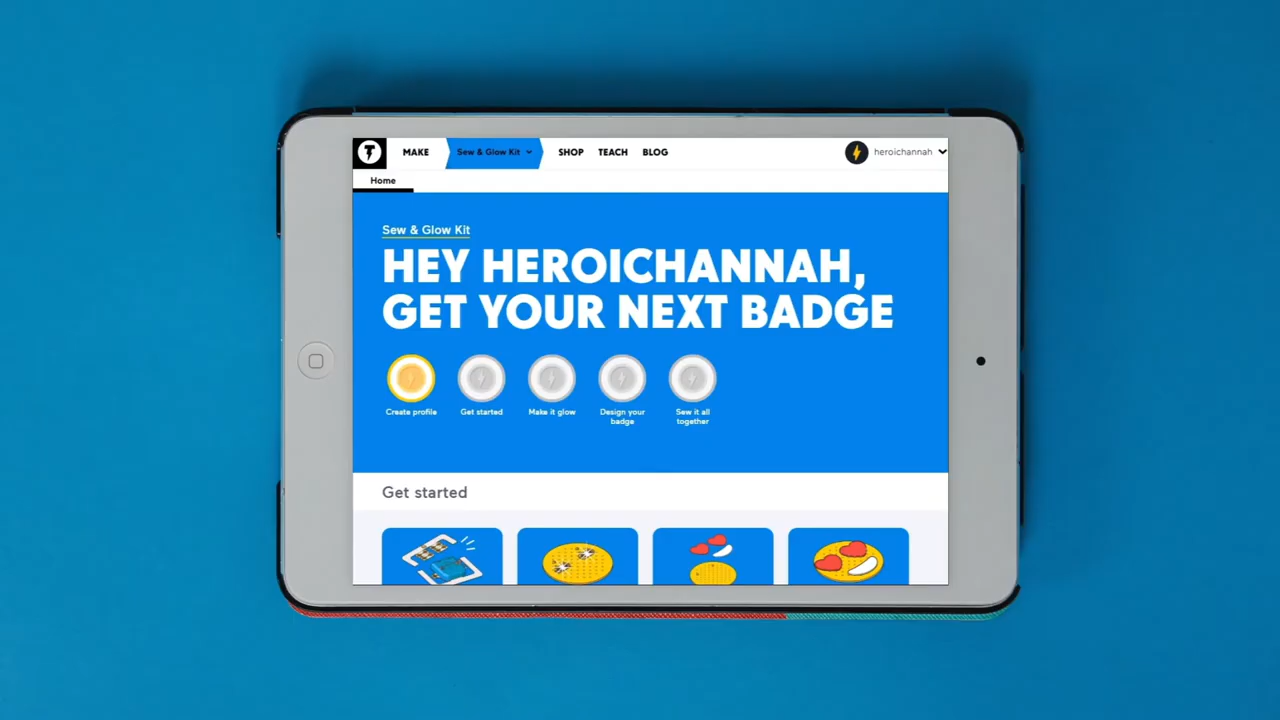 MAKE
Sew & Glow Kit
SHOP
TEACH
BLOG
heroichannah
Home
Sew & Glow Kit
HEY HEROICHANNAH,
GET YOUR NEXT BADGE
Create profile
Get started
Make it glow
Design your
badge
Sew it all
together
Get started